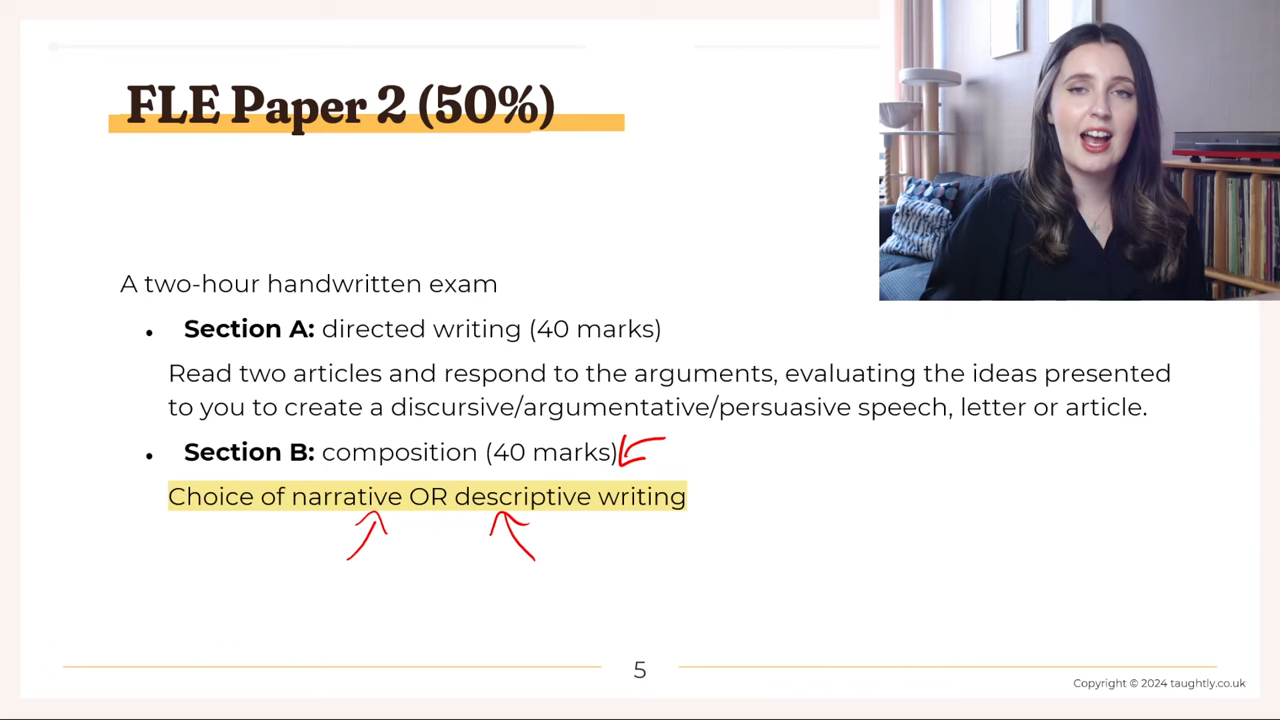 FLE Paper 2 (50%)
A two-hour handwritten exam
• Section A: directed writing (40 marks)
Read two articles and respond to the arguments, evaluating the ideas presented
to you to create a discursive/argumentative/persuasive speech, letter or article.
• Section B: composition (40 marks)
Choice of narrative OR descriptive writing
5
Copyright © 2024 taughtly.co.uk